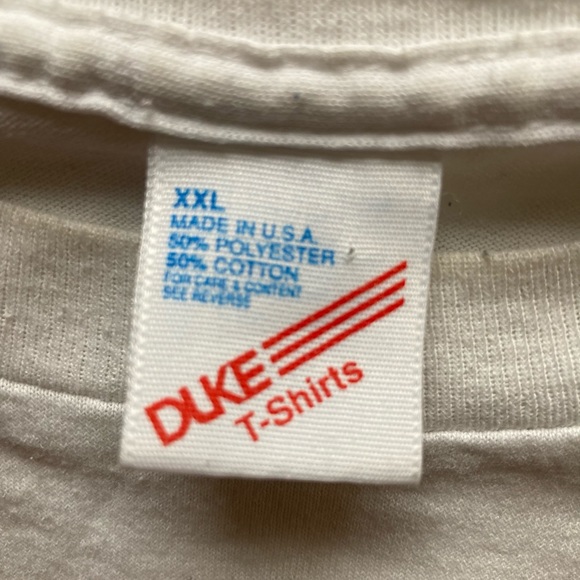 XXL
MADE IN U.S.A.
50% POLYESTER
50% COTTON
FOR CARE & CONTENT
SEE REVERSE
DUKE
T-Shirts